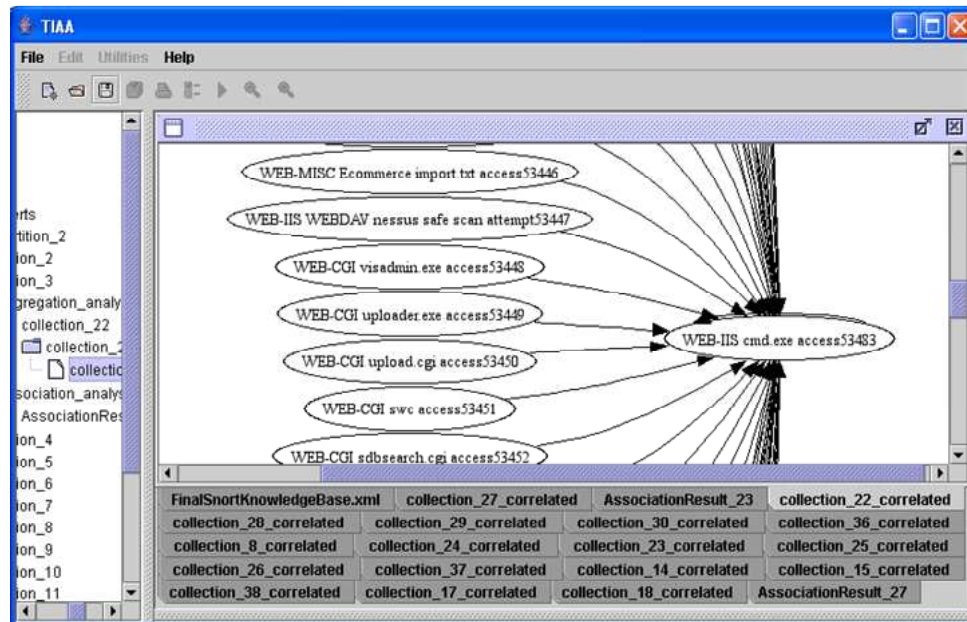 TIAA
File Edit Utilities Help
erts
tition_2
ion_2
ion_3
gregation_analy
collection_22
collection_2
collectic
sociation_analys
AssociationRes
ion_4
ion_5
ion_6
ion_7
ion_8
ion_9
ion_10
ion_11
WEB-MISC Ecommerce import.txt access53446
WEB-IIS WEBDAV nessus safe scan attempt53447
WEB-CGI visadmin.exe access53448
WEB-CGI uploader.exe access53449
WEB-CGI upload.cgi access53450
WEB-CGI swc access53451
WEB-CGI sdbsearch.cgi access53452
WEB-IIS cmd.exe access53483
FinalSnortKnowledgeBase.xml collection_27_correlated AssociationResult_23 collection_22_correlated
collection_28_correlated collection_29_correlated collection_30_correlated collection_36_correlated
collection_8_correlated collection_24_correlated collection_23_correlated collection_25_correlated
collection_26_correlated collection_37_correlated collection_14_correlated collection_15_correlated
collection_38_correlated collection_17_correlated collection_18_correlated AssociationResult_27